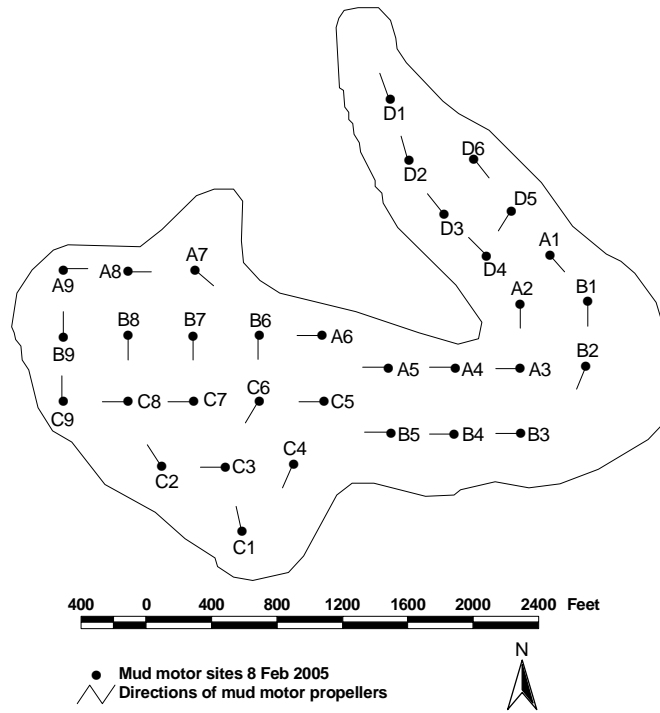 D1
D6
D2
D5
D3
A1
D4
A7
A8
A9
A2
B1
B8
B7
B6
A6
B9
B2
A5
A4
A3
C6
C9
C8
C7
C5
B5
B4
B3
C4
C2
C3
C1
400 0 400 800 1200 1600 2000 2400 Feet
N
Mud motor sites 8 Feb 2005
Directions of mud motor propellers